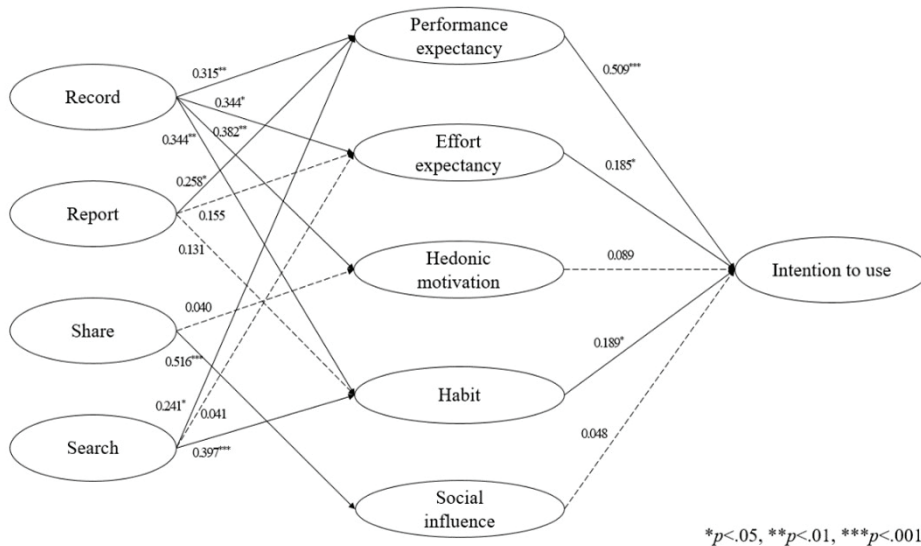 Performance
expectancy
0.315**
0.509***
Record
0.344*
0.344**
0.382**
Effort
expectancy
0.185*
0.258*
Report
0.155
0.131
Hedonic
motivation
0.089
Intention to use
0.040
Share
0.516***
0.189*
Habit
0.241*
0.041
0.048
Search
0.397***
Social
influence
*p<.05, **p<.01, ***p<.001